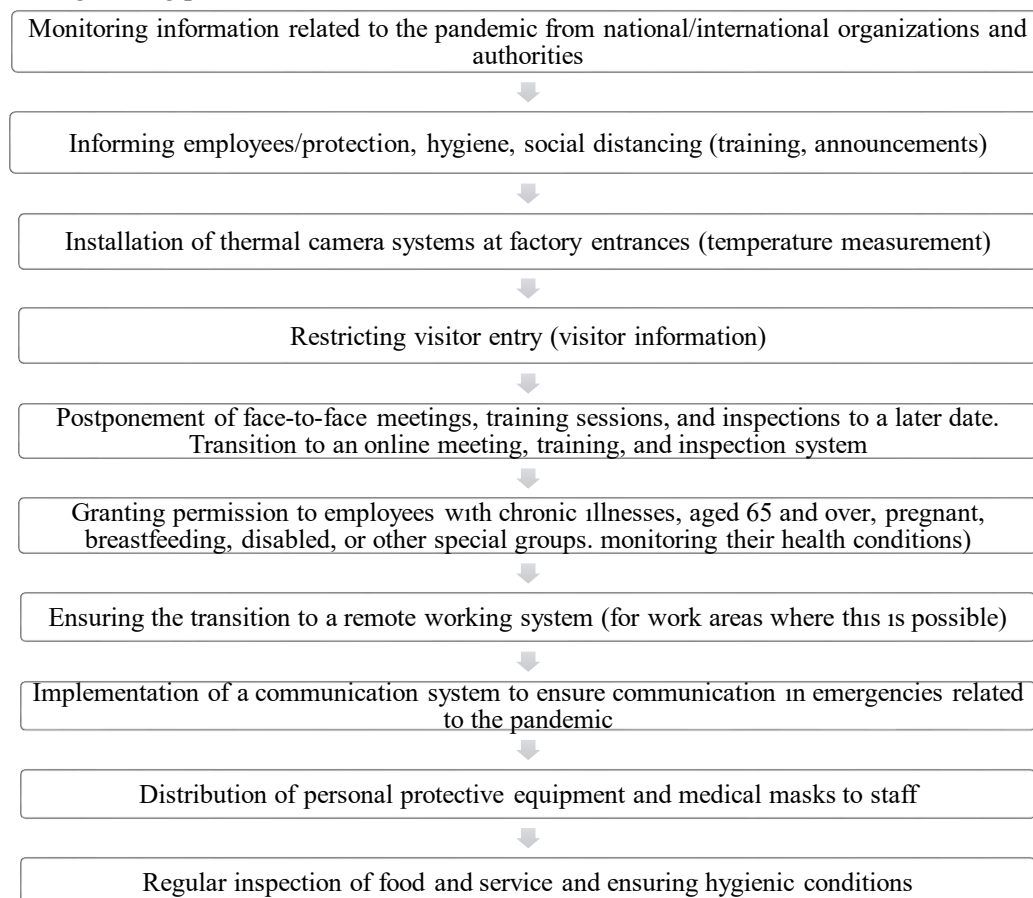 Monitoring information related to the pandemic from national/international organizations and
authorities
Informing employees/protection, hygiene, social distancing (training, announcements)
Installation of thermal camera systems at factory entrances (temperature measurement)
Restricting visitor entry (visitor information)
Postponement of face-to-face meetings, training sessions, and inspections to a later date.
Transition to an online meeting, training, and inspection system
Granting permission to employees wıth chronic ıllnesses, aged 65 and over, pregnant,
breastfeeding, disabled, or other special groups. monitoring their health conditions)
Ensuring the transition to a remote working system (for work areas where thıs ıs possible)
Implementation of a communication system to ensure communication ın emergencies related
to the pandemic
Distribution of personal protective equipment and medical masks to staff
Regular inspection of food and service and ensuring hygienic conditions